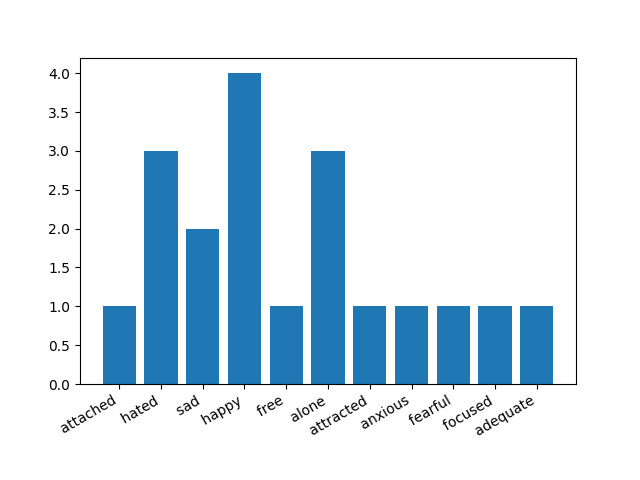 4.0
3.5
3.0
2.5
2.0
1.5
1.0
0.5
0.0
attached
hated
sad
happy
free
alone
attracted
anxious
fearful
focused
adequate